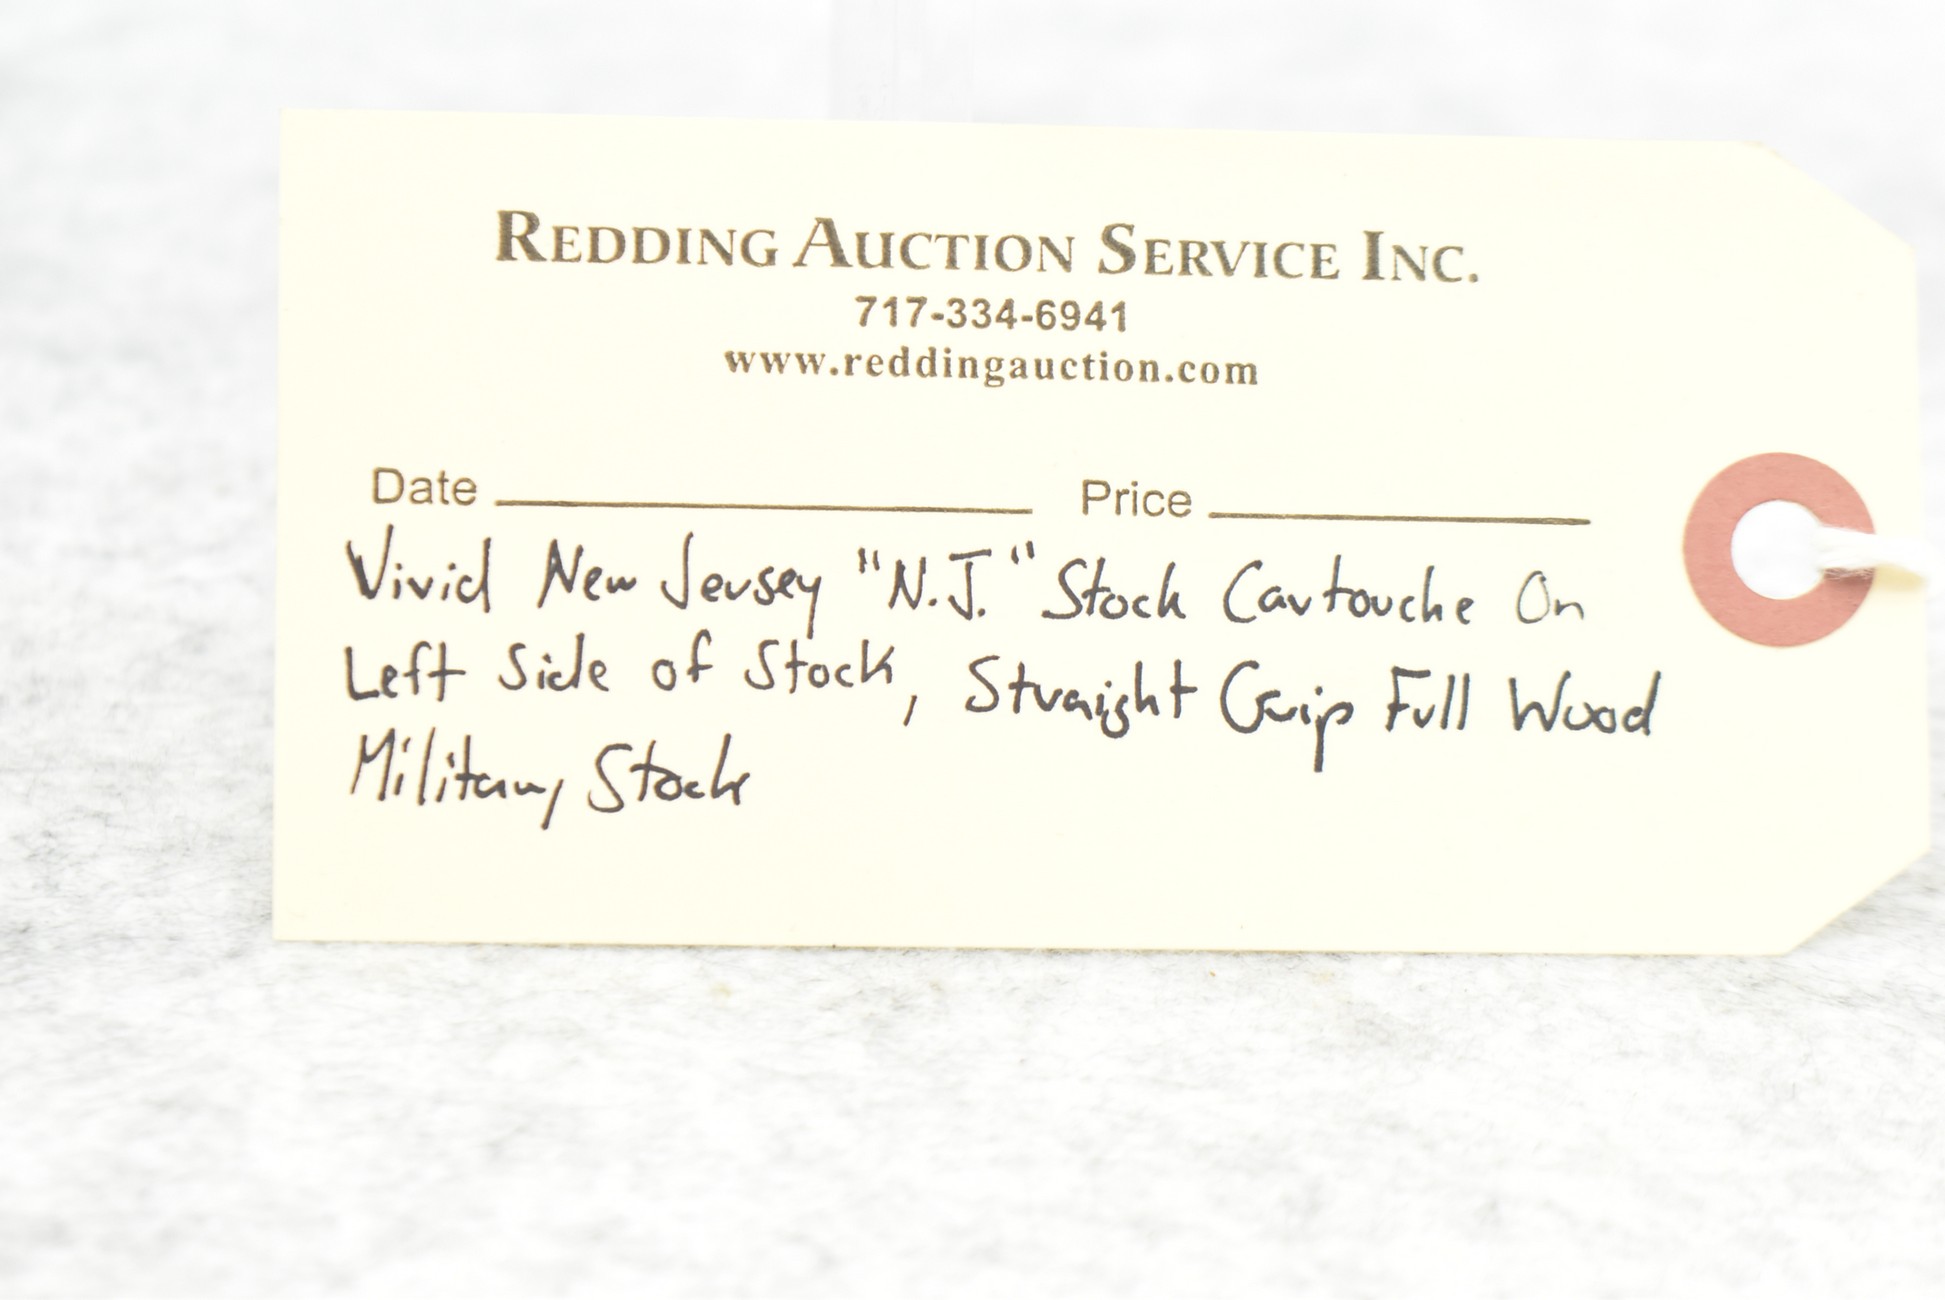 REDDING AUCTION SERVICE INC.
717-334-6941
www.reddingauction.com
Date Price
Vivid New Jersey "N.J." Stock Cartouche On
Left Side of Stock, Straight Grip Full Wood
Military Stock